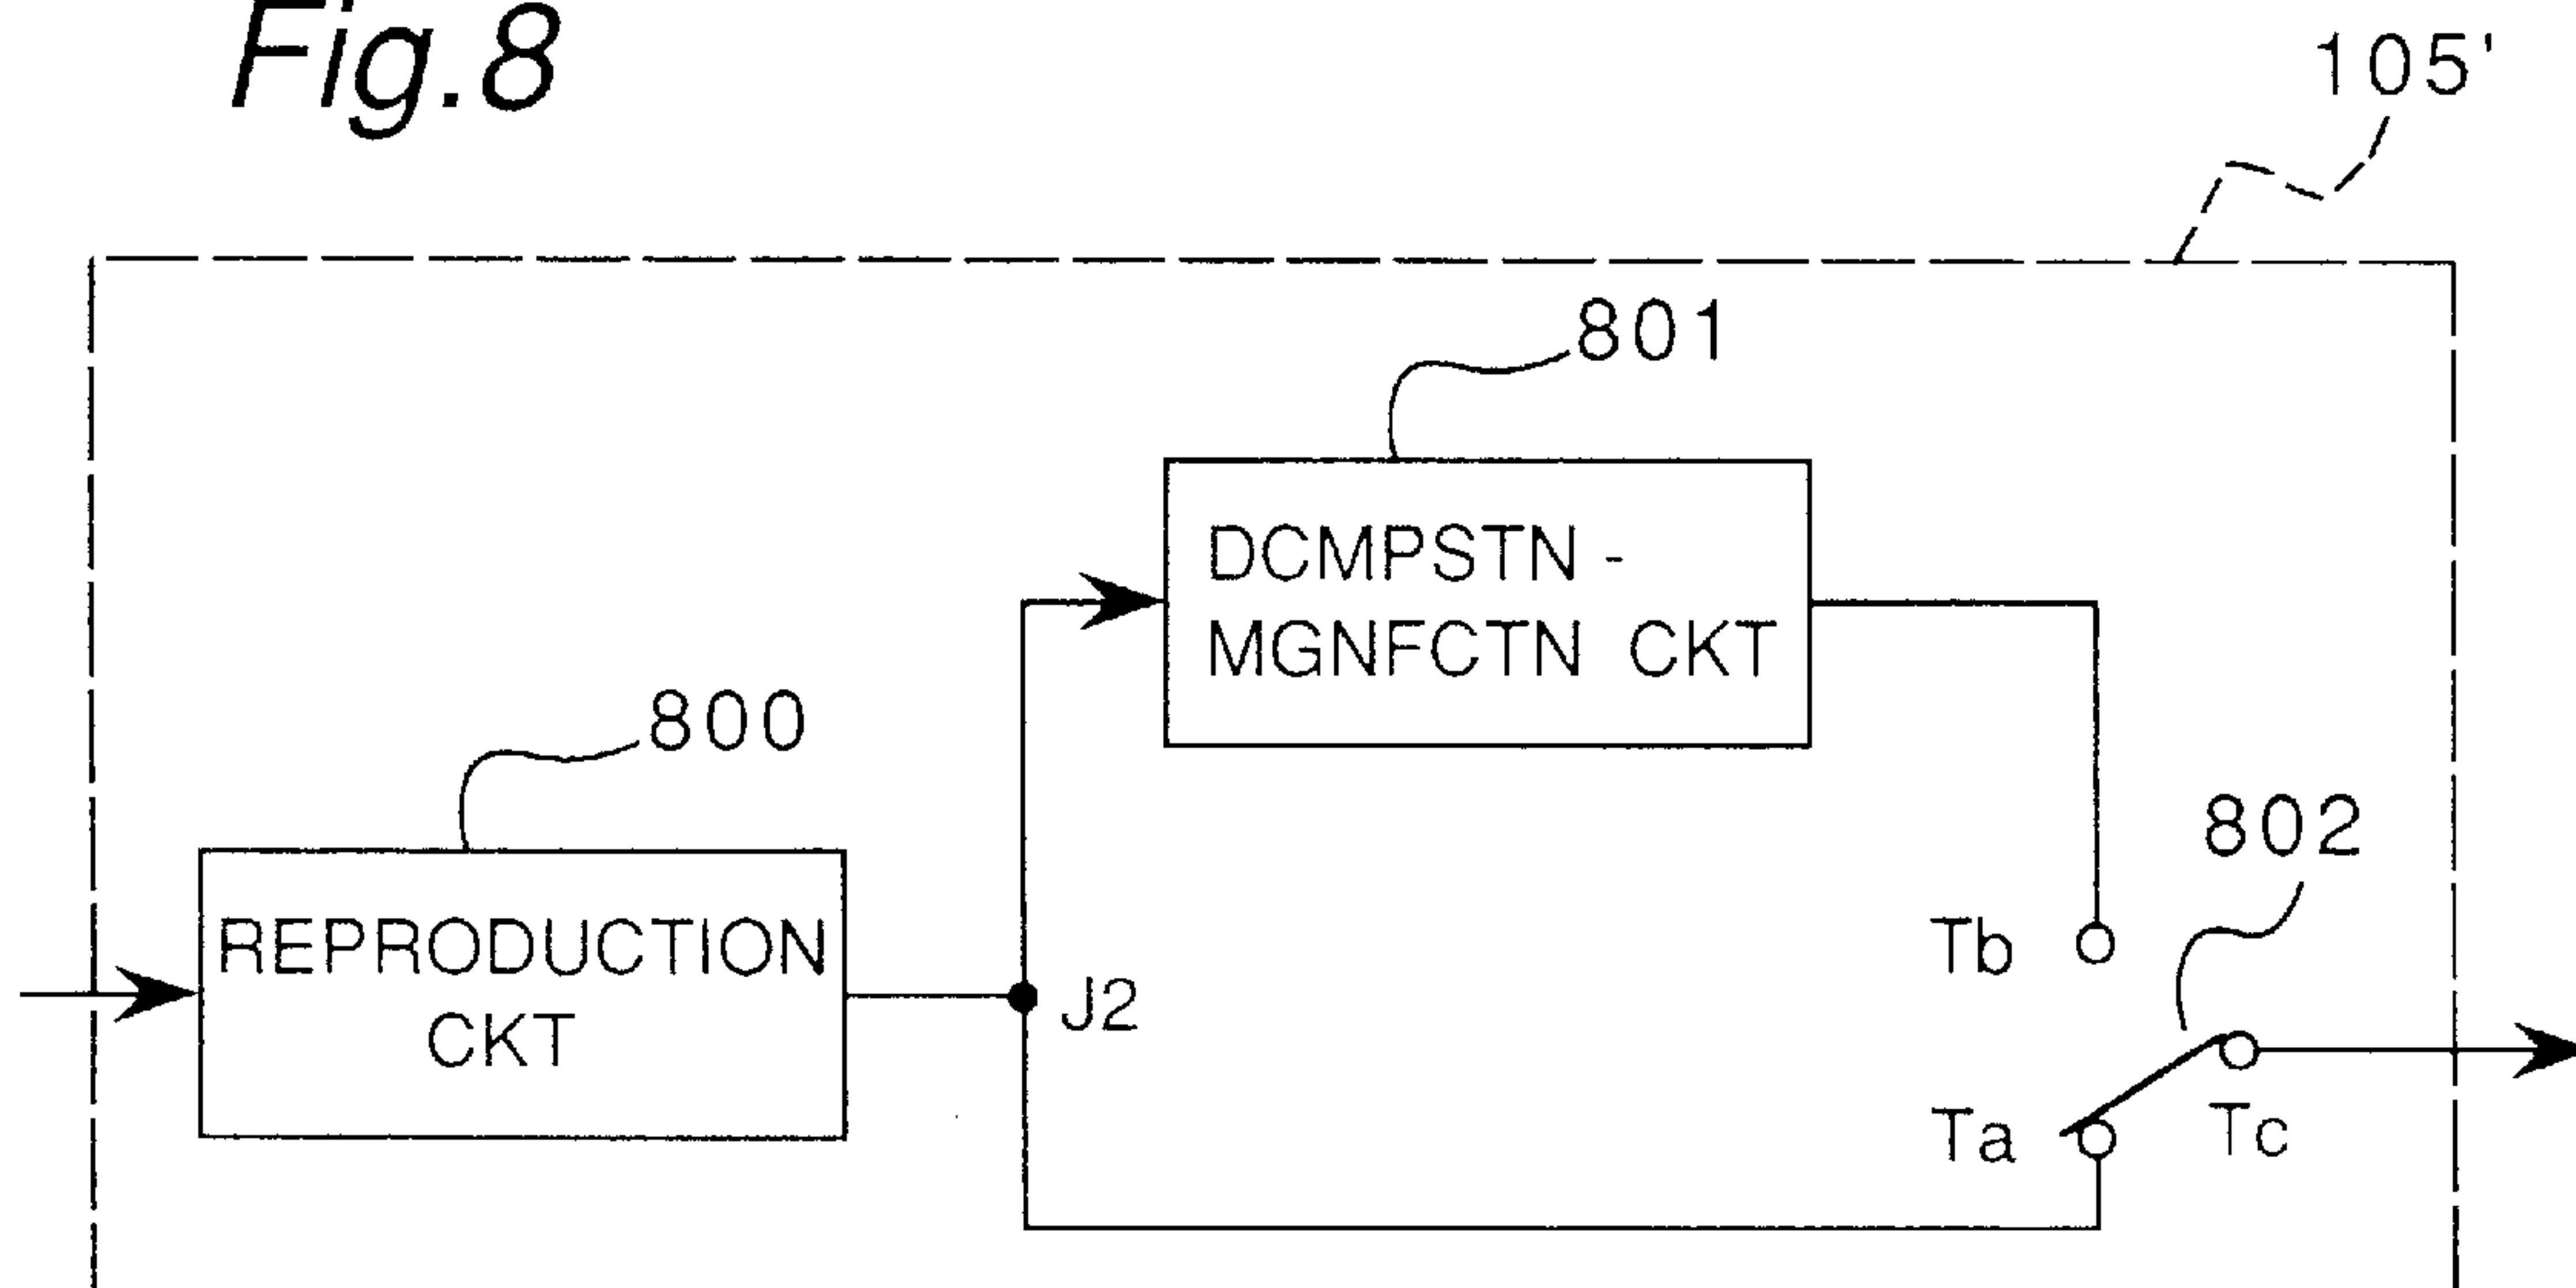 Fig.8
105'
801
DCMPSTN -
MGNFCTN CKT
800
REPRODUCTION
CKT
J2
802
Tb
Ta
Tc